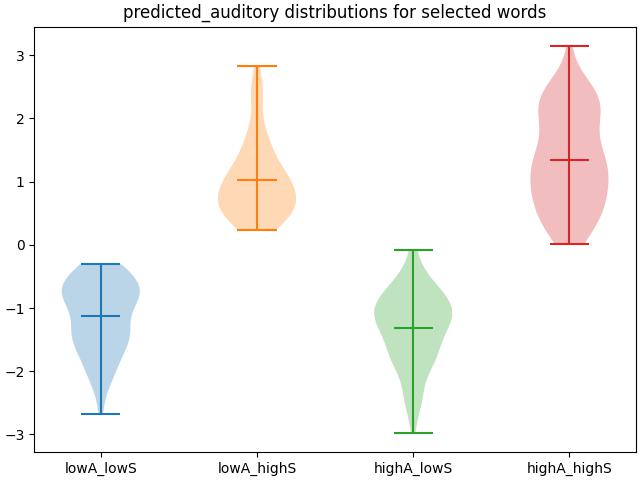 predicted_auditory distributions for selected words
3
2
1
0
−1
−2
−3
lowA_lowS
lowA_highS
highA_lowS
highA_highS